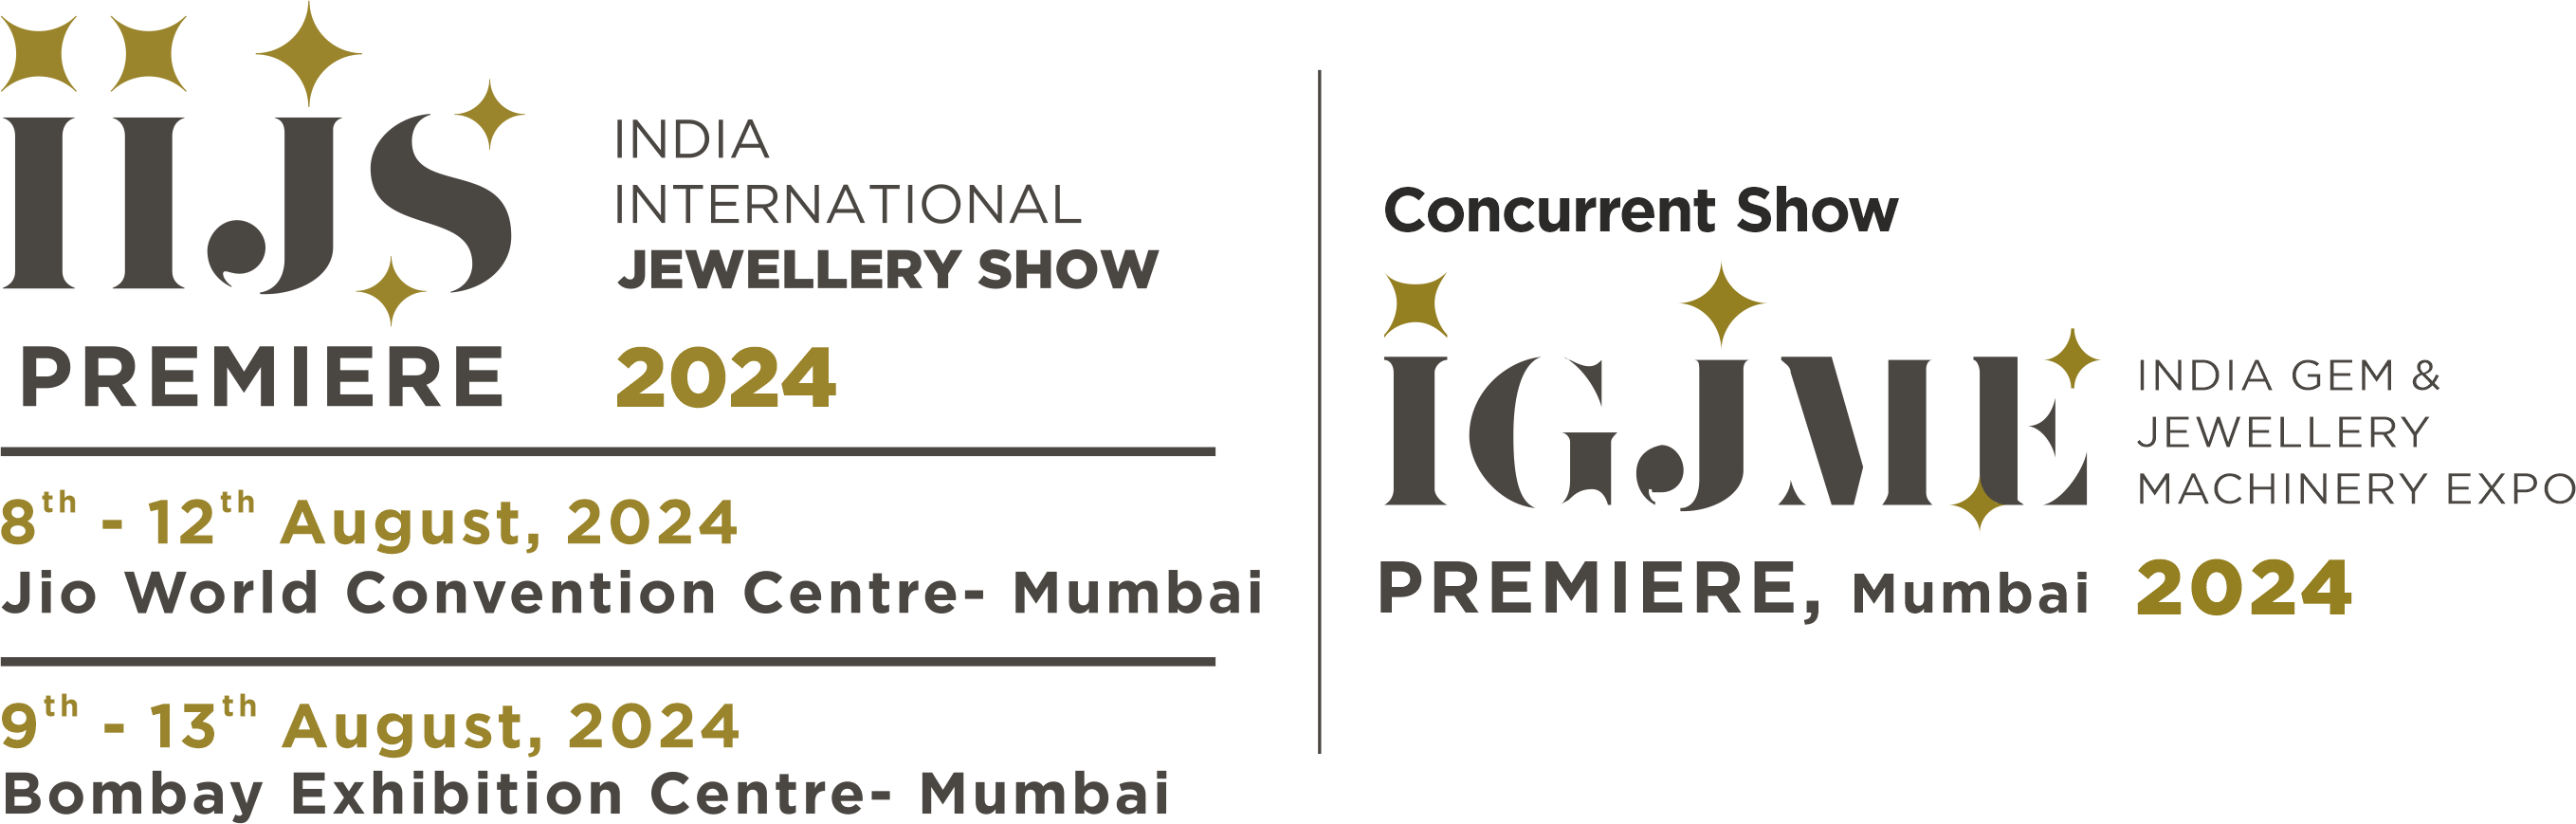 IIJS
PREMIERE
INDIA
INTERNATIONAL
JEWELLERY SHOW
2024
8th - 12th August, 2024
Jio World Convention Centre- Mumbai
9th - 13th August, 2024
Bombay Exhibition Centre- Mumbai
Concurrent Show
IGJME
PREMIERE, Mumbai
INDIA GEM &
JEWELLERY
MACHINERY EXPO
2024